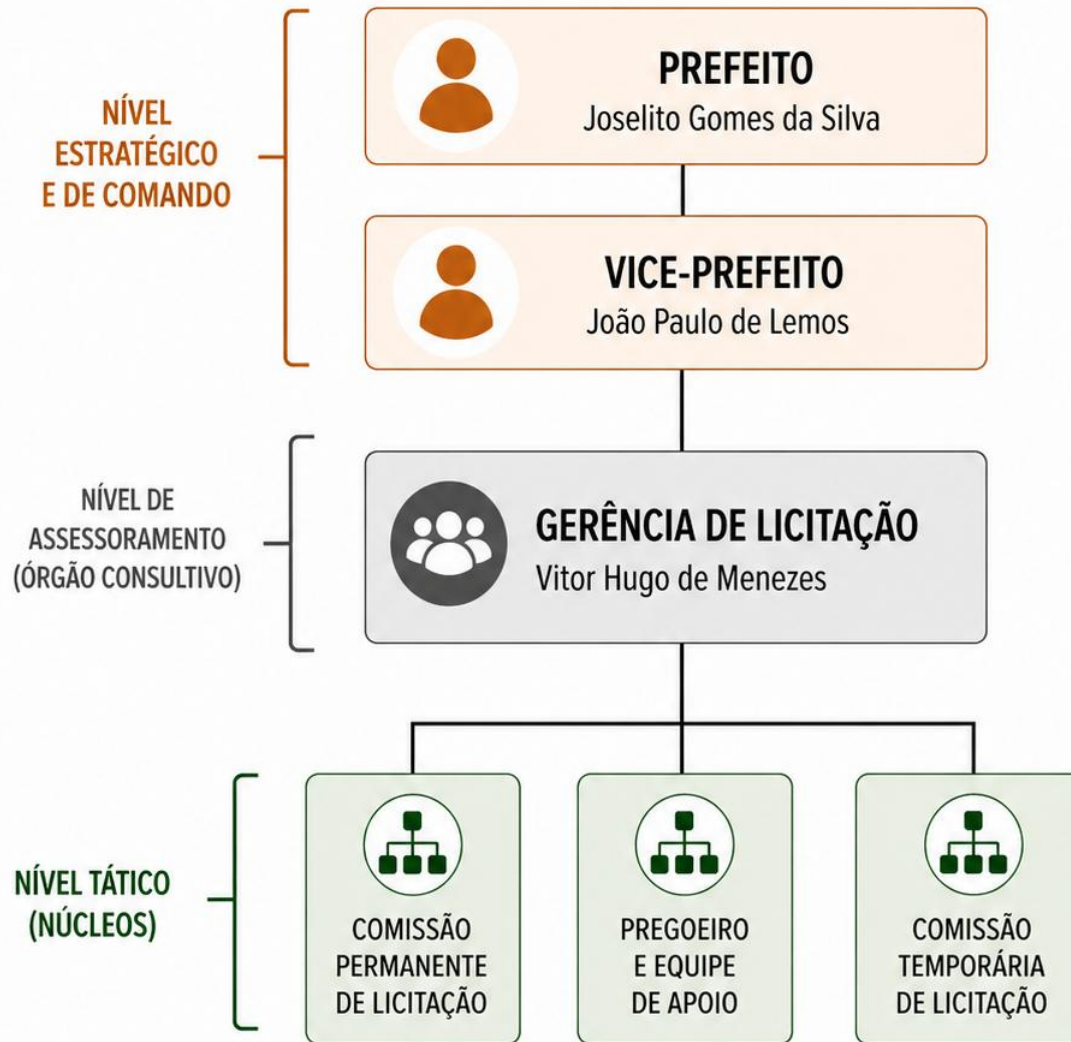 PREFEITO
Joselito Gomes da Silva
NÍVEL
ESTRATÉGICO
E DE COMANDO
VICE-PREFEITO
João Paulo de Lemos
NÍVEL DE
ASSESSORAMENTO
(ÓRGÃO CONSULTIVO)
GERÊNCIA DE LICITAÇÃO
Vitor Hugo de Menezes
NÍVEL TÁTICO
(NÚCLEOS)
COMISSÃO
PERMANENTE
DE LICITAÇÃO
PREGOEIRO
E EQUIPE
DE APOIO
COMISSÃO
TEMPORÁRIA
DE LICITAÇÃO